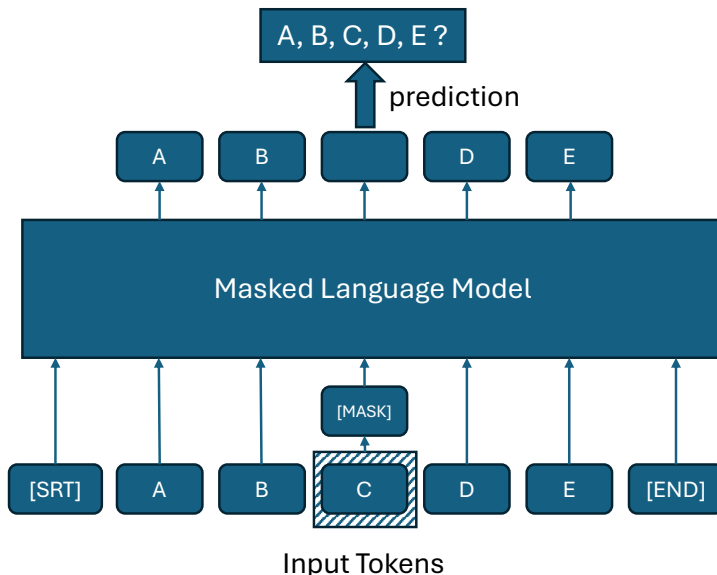 A, B, C, D, E ?
prediction
A B D E
Masked Language Model
[MASK]
[SRT] A B C D E [END]
Input Tokens